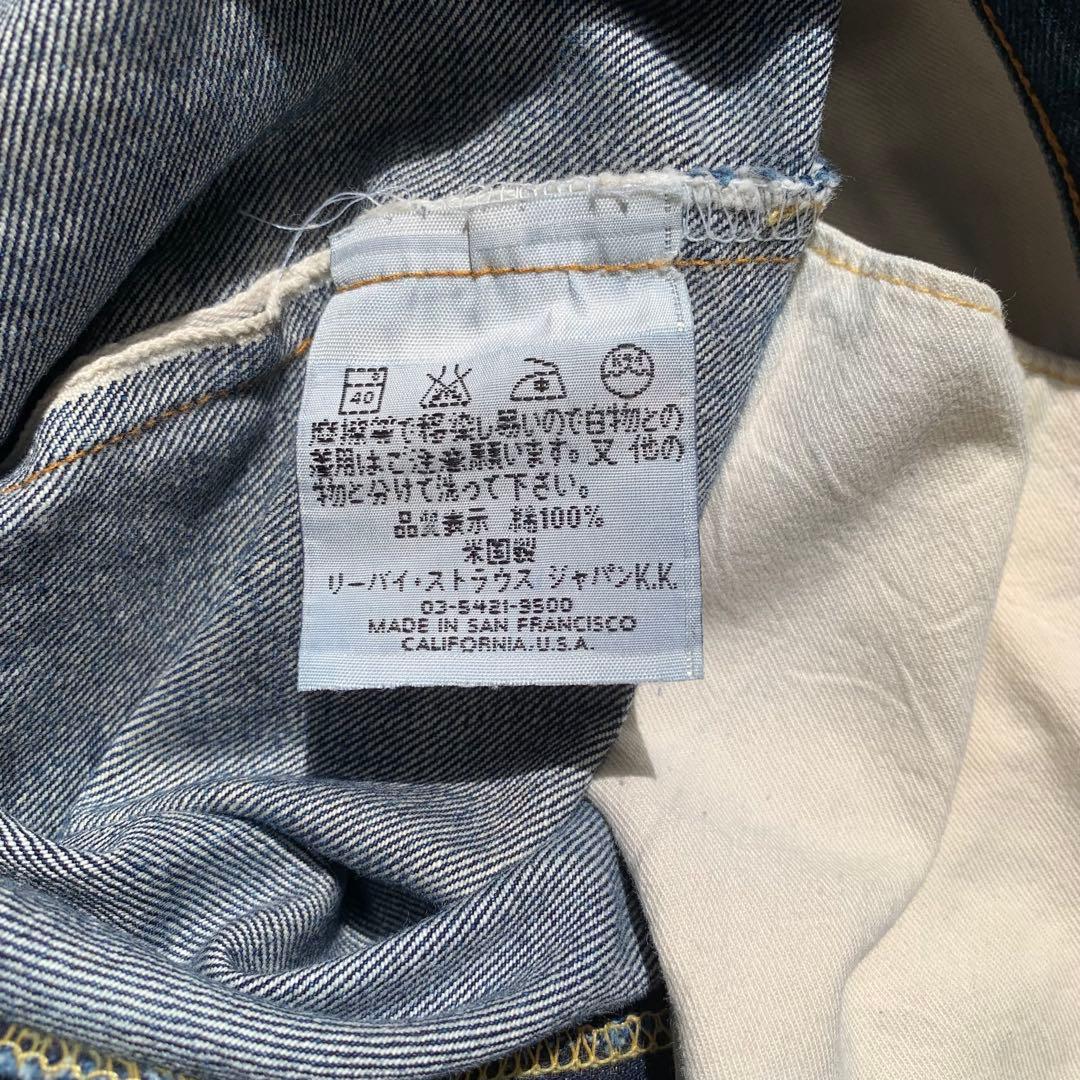 40
摩擦等で移染し易いので白物との
着用はご注意願います。又 他の
物と分けて洗って下さい。
品質表示 綿100%
米国製
リーバイ・ストラウス ジャパンK.K.
03-5421-9500
MADE IN SAN FRANCISCO
CALIFORNIA.U.S.A.